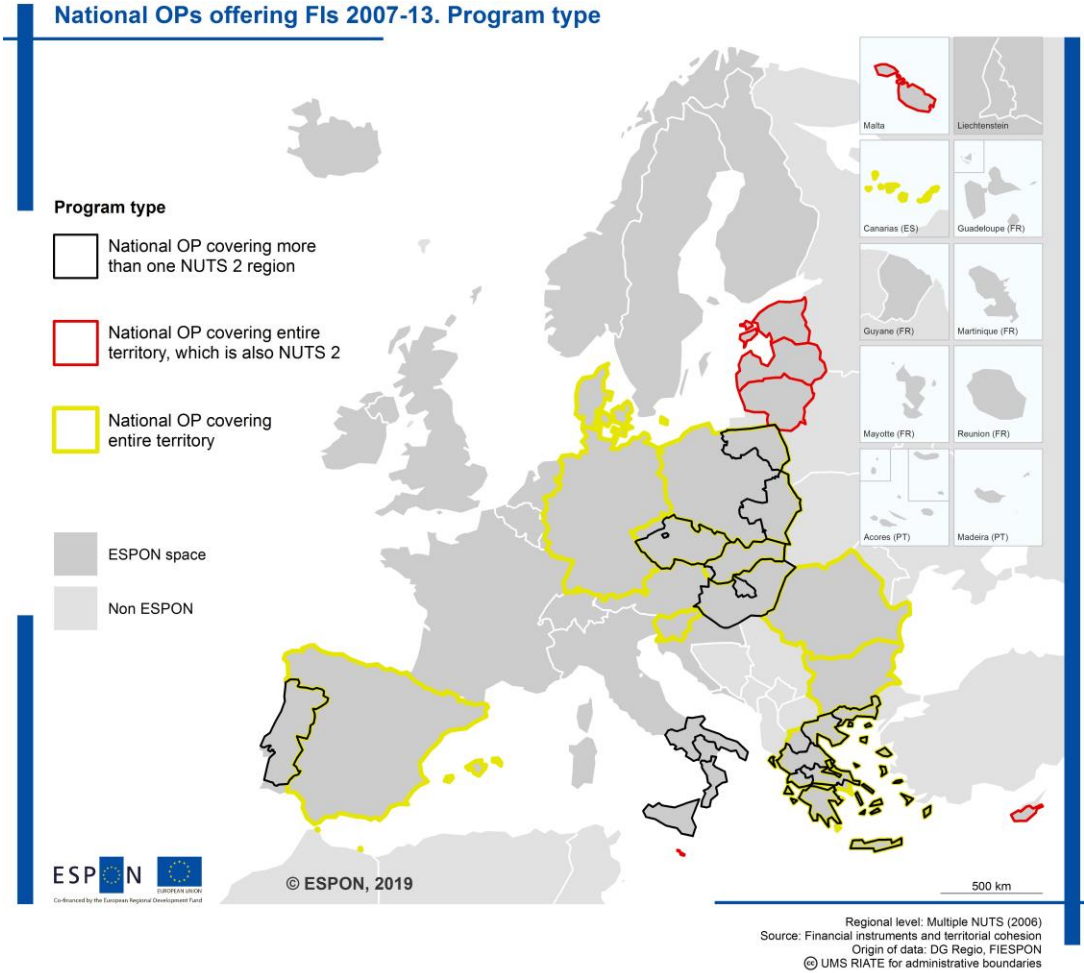 National OPs offering FIs 2007-13. Program type
Malta
Liechtenstein
Canarias (ES)
Guadeloupe (FR)
Guyane (FR)
Martinique (FR)
Mayotte (FR)
Reunion (FR)
Acores (PT)
Madeira (PT)
Program type
National OP covering more
than one NUTS 2 region
National OP covering entire
territory, which is also NUTS 2
National OP covering
entire territory
ESPON space
Non ESPON
ESPON
EUROPEAN UNION
Co-financed by the European Regional Development Fund
© ESPON, 2019
500 km
Regional level: Multiple NUTS (2006)
Source: Financial instruments and territorial cohesion
Origin of data: DG Regio, FIESPON
🄯 UMS RIATE for administrative boundaries